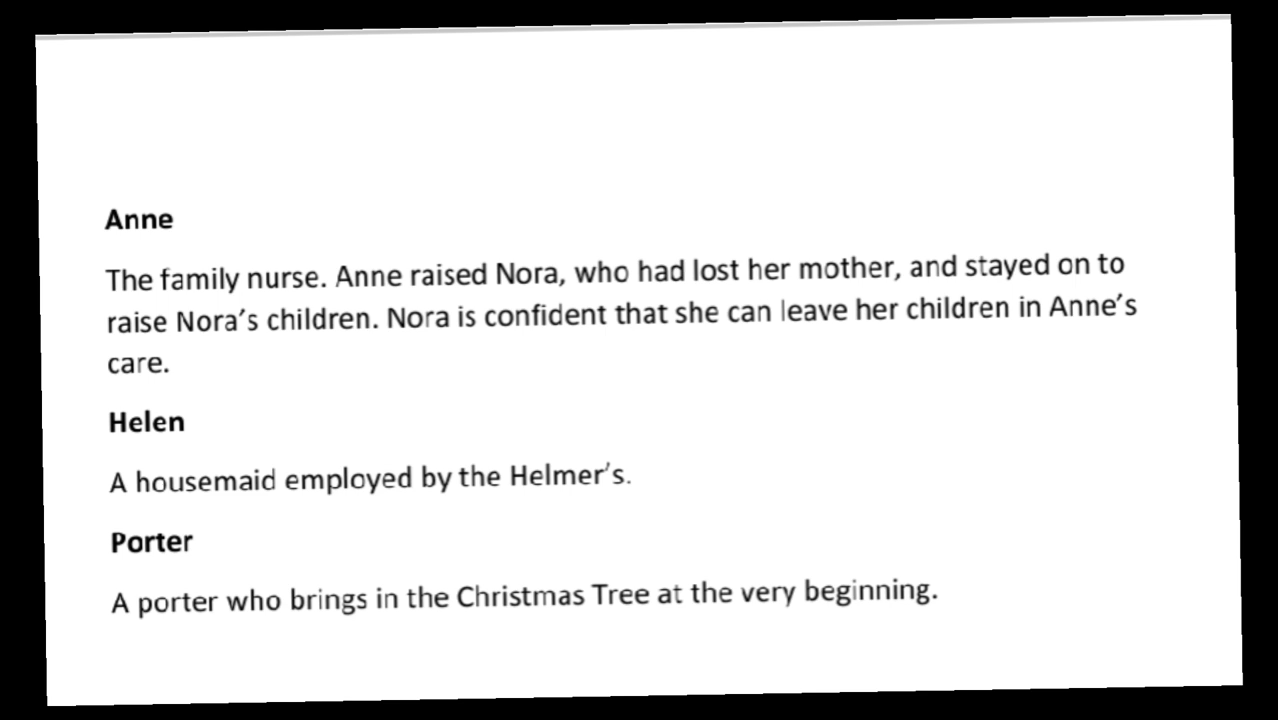 Anne
The family nurse. Anne raised Nora, who had lost her mother, and stayed on to
raise Nora’s children. Nora is confident that she can leave her children in Anne’s
care.
Helen
A housemaid employed by the Helmer’s.
Porter
A porter who brings in the Christmas Tree at the very beginning.